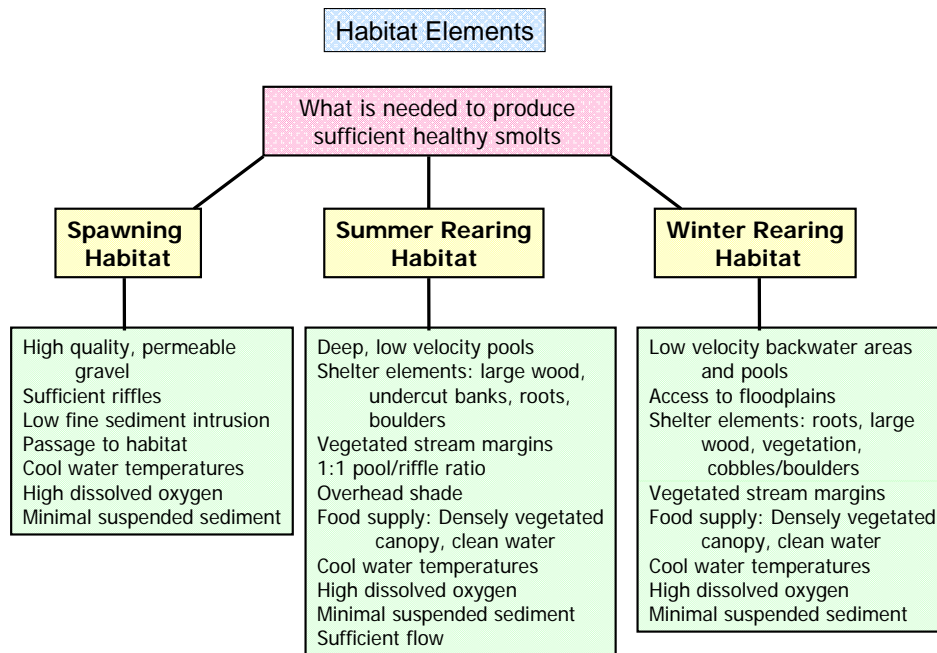 Habitat Elements
What is needed to produce
sufficient healthy smolts
Spawning
Habitat
High quality, permeable
gravel
Sufficient riffles
Low fine sediment intrusion
Passage to habitat
Cool water temperatures
High dissolved oxygen
Minimal suspended sediment
Summer Rearing
Habitat
Deep, low velocity pools
Shelter elements: large wood,
undercut banks, roots,
boulders
Vegetated stream margins
1:1 pool/riffle ratio
Overhead shade
Food supply: Densely vegetated
canopy, clean water
Cool water temperatures
High dissolved oxygen
Minimal suspended sediment
Sufficient flow
Winter Rearing
Habitat
Low velocity backwater areas
and pools
Access to floodplains
Shelter elements: roots, large
wood, vegetation,
cobbles/boulders
Vegetated stream margins
Food supply: Densely vegetated
canopy, clean water
Cool water temperatures
High dissolved oxygen
Minimal suspended sediment